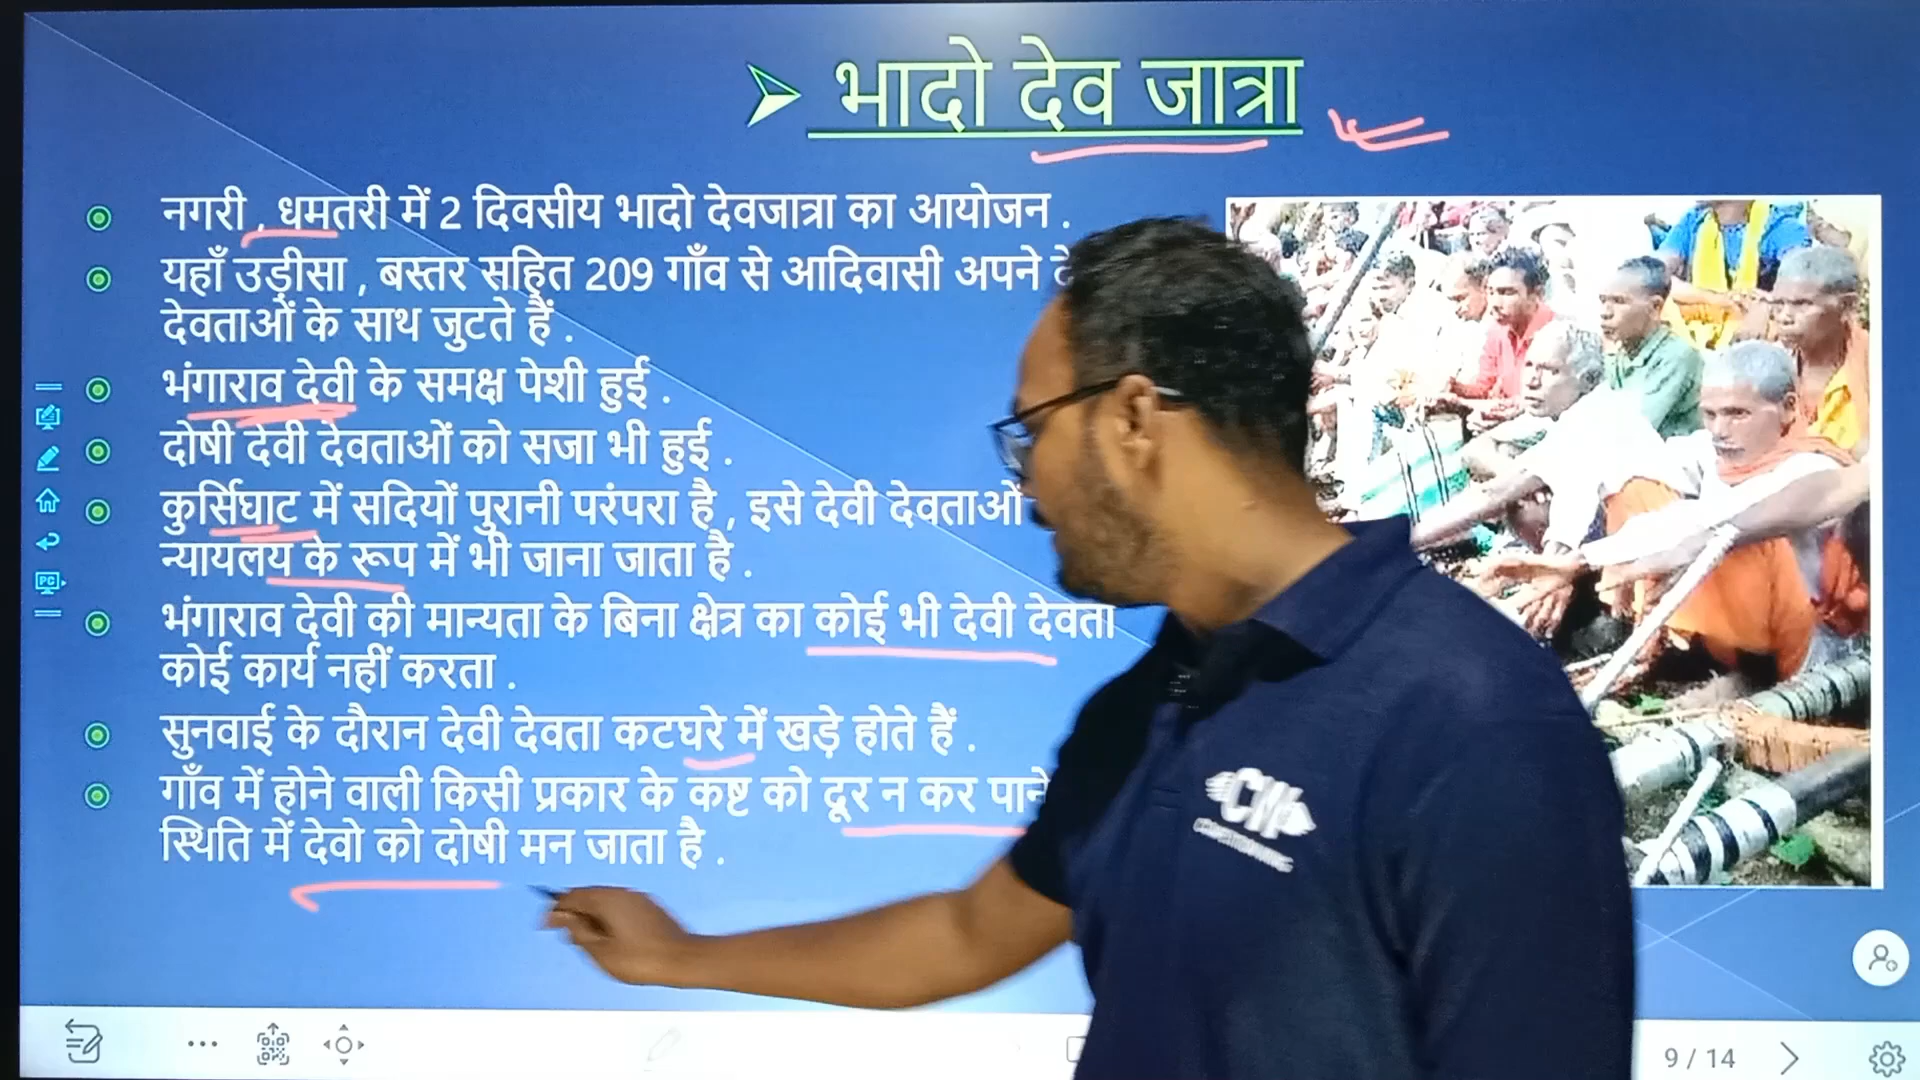 भादो देव जात्रा
नगरी , धमतरी में 2 दिवसीय भादो देवजात्रा का आयोजन .
यहाँ उड़ीसा , बस्तर सहित 209 गाँव से आदिवासी अपने
देवताओं के साथ जुटते हैं .
भंगाराव देवी के समक्ष पेशी हुई .
दोषी देवी देवताओं को सजा भी हुई .
कुर्सिघाट में सदियों पुरानी परंपरा है , इसे देवी देवताओं
न्यायलय के रूप में भी जाना जाता है .
भंगाराव देवी की मान्यता के बिना क्षेत्र का कोई भी देवी देवता
कोई कार्य नहीं करता .
सुनवाई के दौरान देवी देवता कटघरे में खड़े होते हैं .
गाँव में होने वाली किसी प्रकार के कष्ट को दूर न कर पाने
स्थिति में देवो को दोषी मन जाता है .
PC
9 / 14